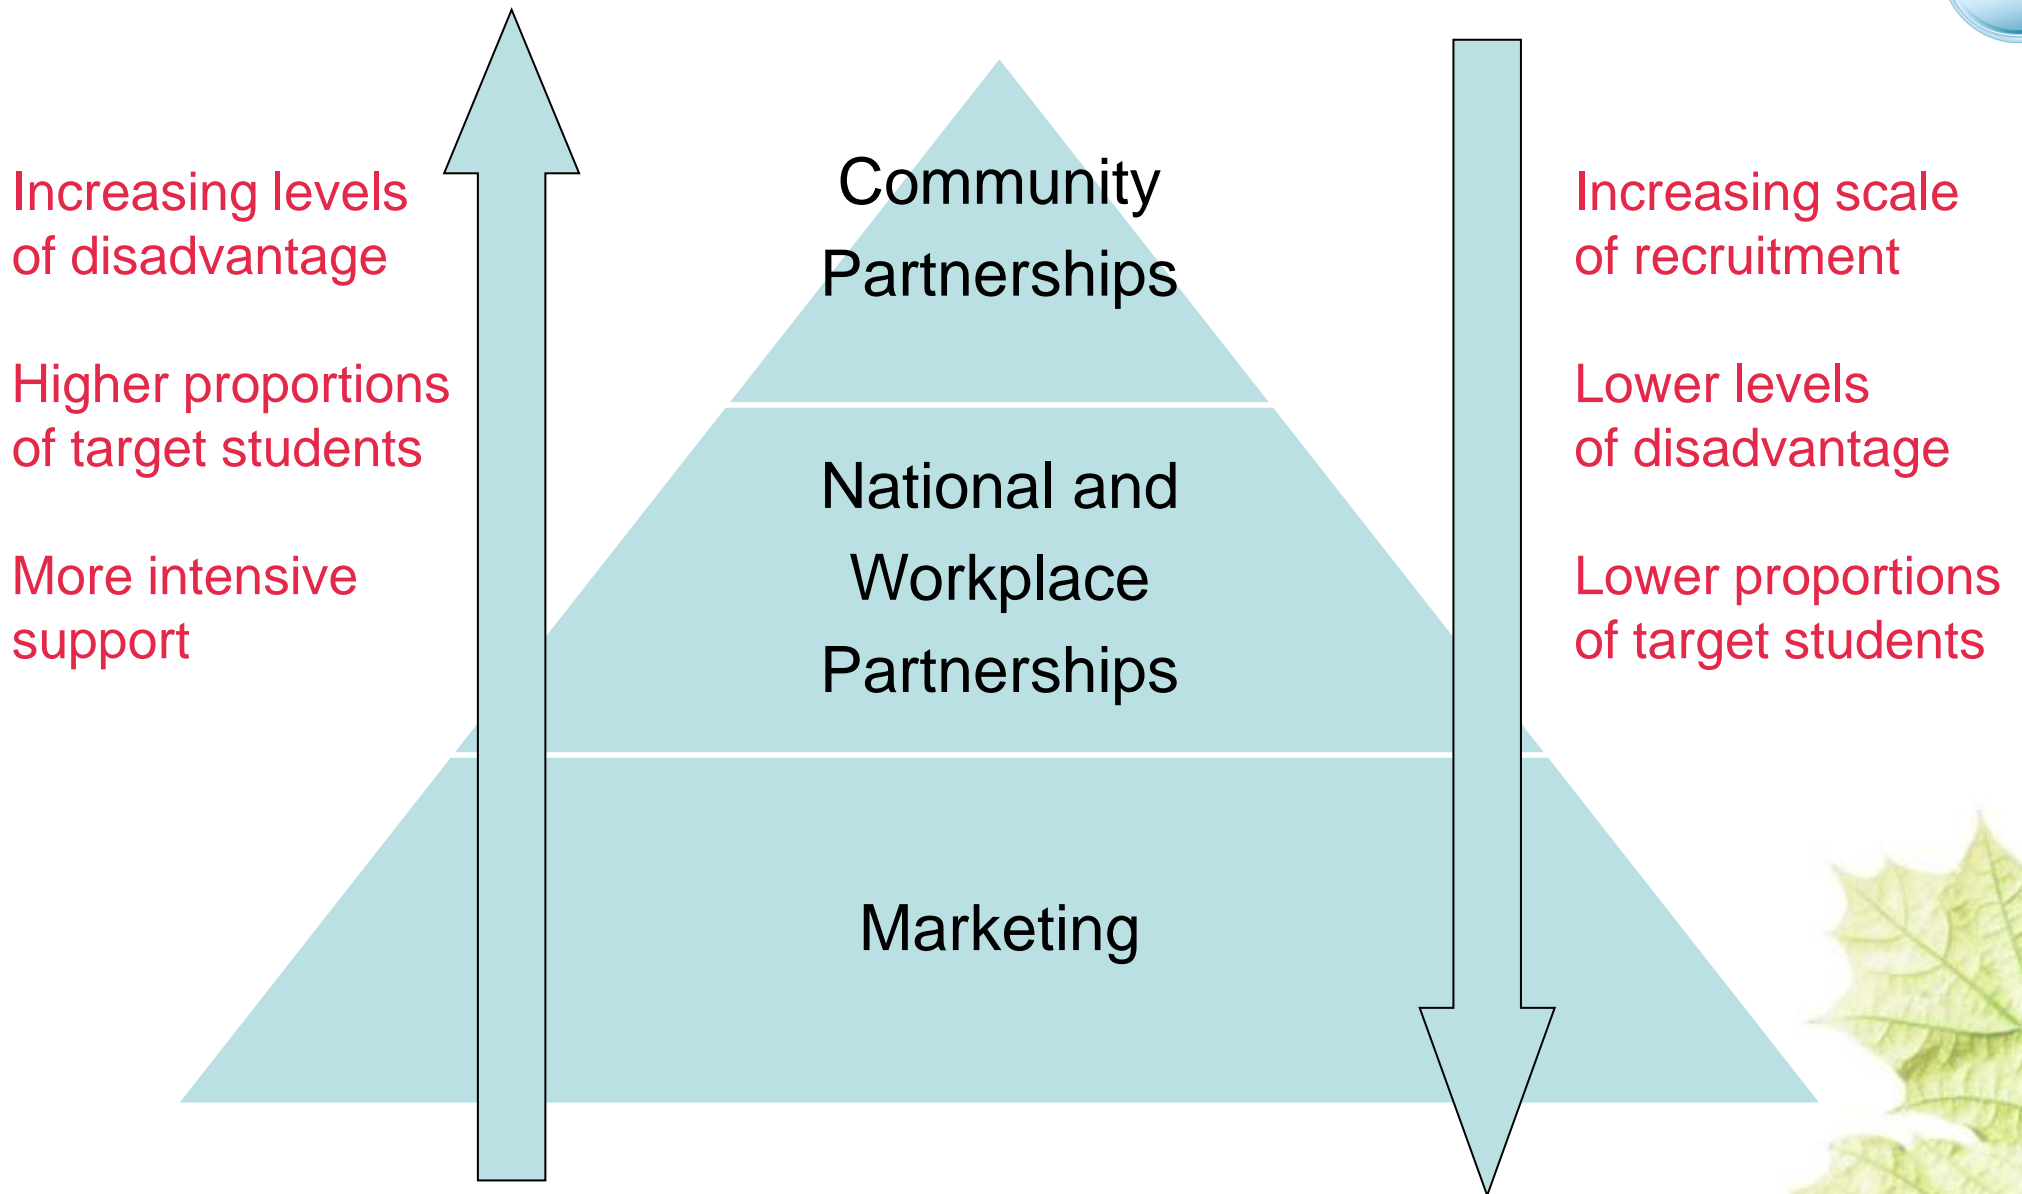 Increasing levels
of disadvantage
Higher proportions
of target students
More intensive
support
Community
Partnerships
National and
Workplace
Partnerships
Marketing
Increasing scale
of recruitment
Lower levels
of disadvantage
Lower proportions
of target students